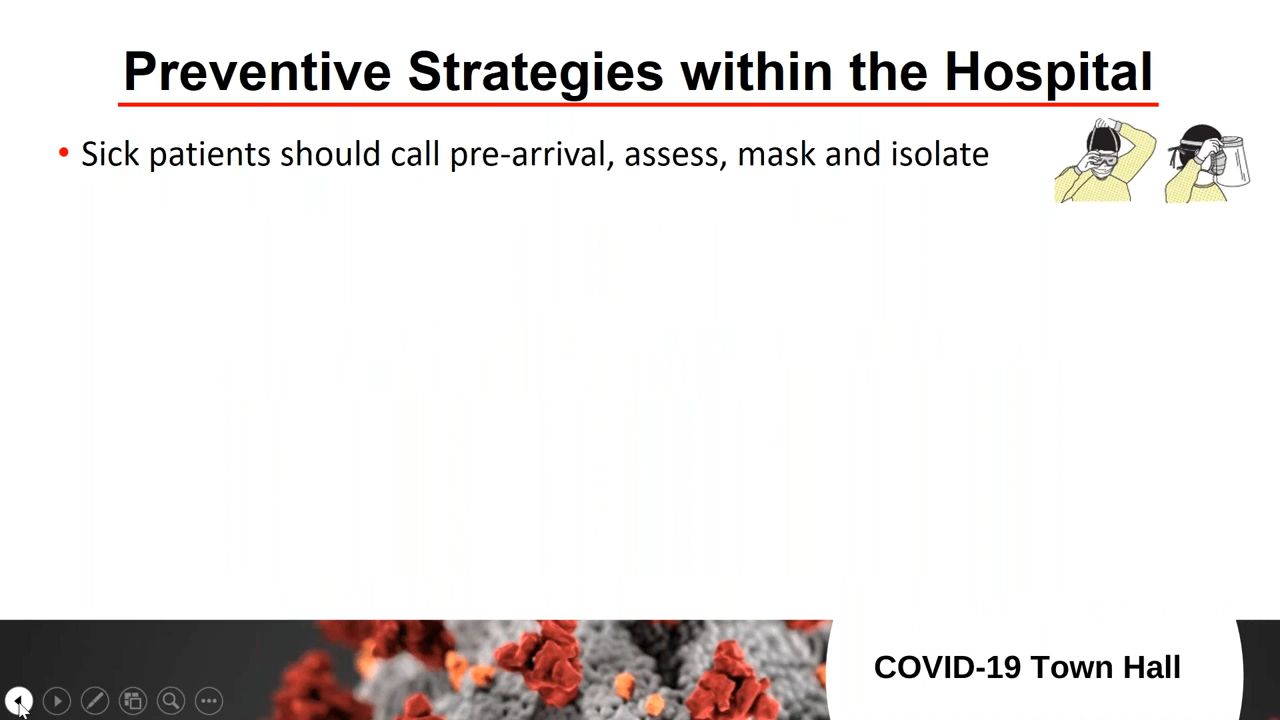 Preventive Strategies within the Hospital
• Sick patients should call pre-arrival, assess, mask and isolate
COVID-19 Town Hall